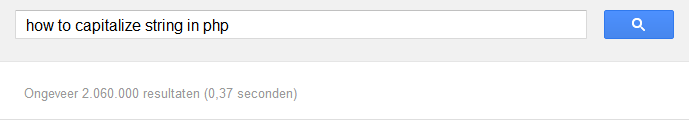 how to capitalize string in php
Ongeveer 2.060.000 resultaten (0,37 seconden)